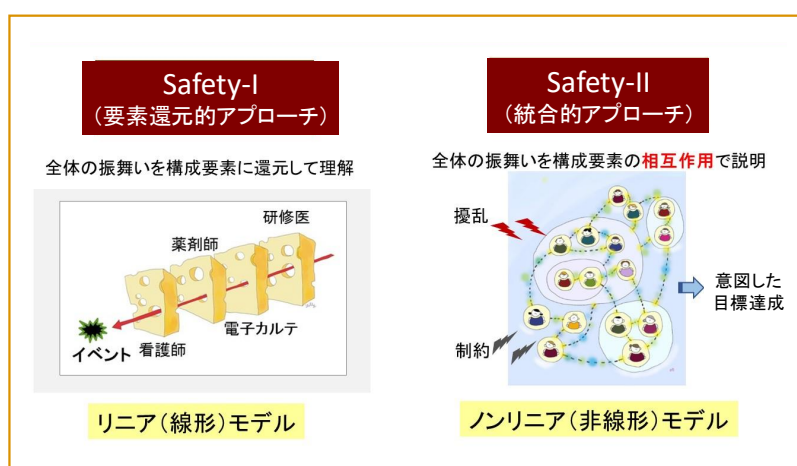 Safety-I
（要素還元的アプローチ）
全体の振舞いを構成要素に還元して理解
研修医
薬剤師
電子カルテ
看護師
イベント
リニア（線形）モデル
Safety-II
（統合的アプローチ）
全体の振舞いを構成要素の相互作用で説明
擾乱
制約
意図した
目標達成
ノンリニア（非線形）モデル